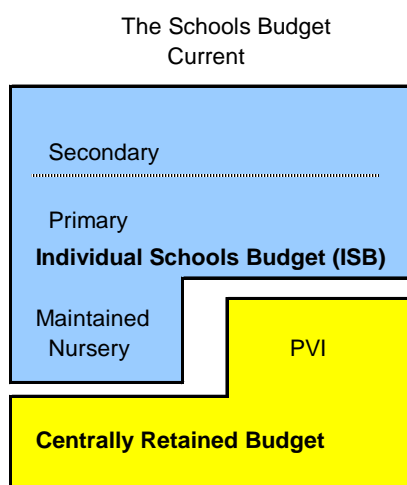 The Schools Budget
Current
Secondary
Primary
Individual Schools Budget (ISB)
Maintained
Nursery
PVI
Centrally Retained Budget